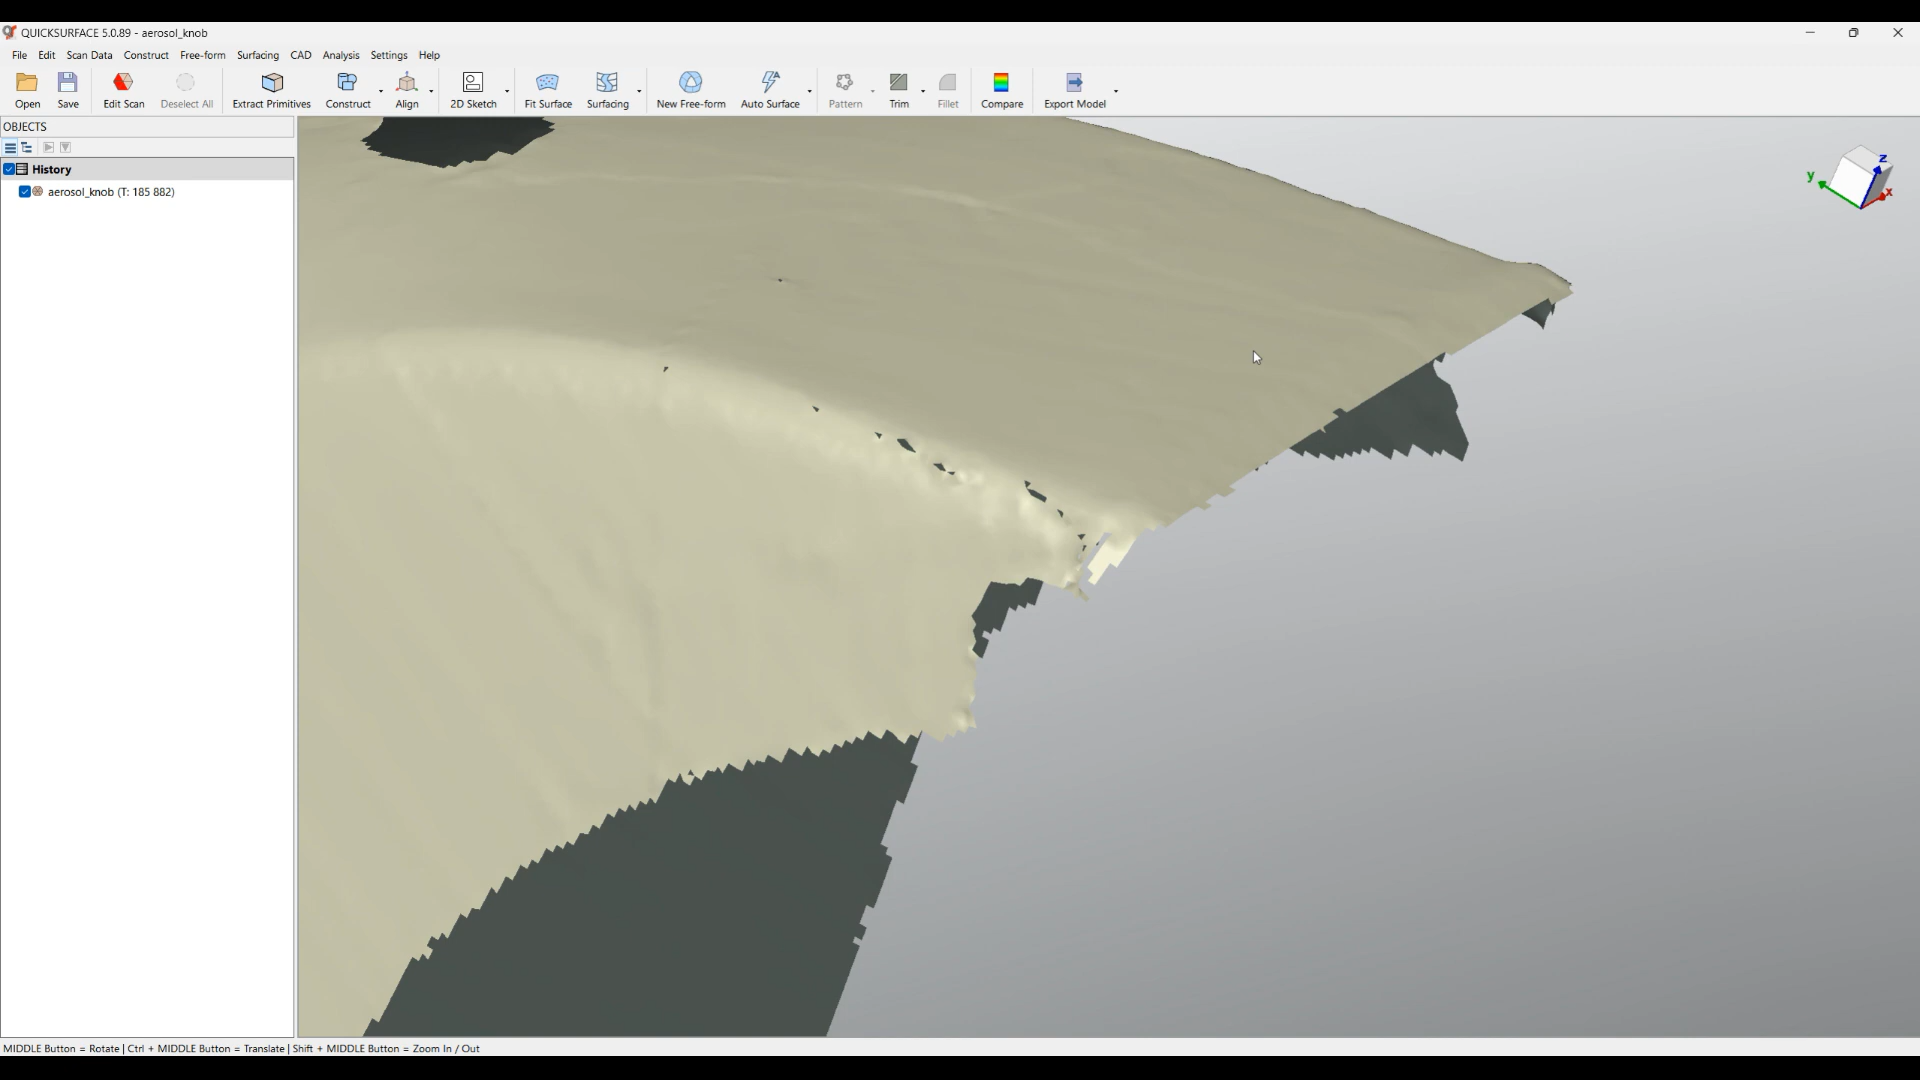 QUICKSURFACE 5.0.89 - aerosol_knob
File Edit Scan Data Construct Free-form Surfacing CAD Analysis Settings Help
Open Save Edit Scan Deselect All Extract Primitives Construct Align 2D Sketch Fit Surface Surfacing New Free-form Auto Surface Pattern Trim Fillet Compare Export Model
OBJECTS
History
aerosol_knob (T: 185 882)
z
y
x
MIDDLE Button = Rotate | Ctrl + MIDDLE Button = Translate | Shift + MIDDLE Button = Zoom In / Out